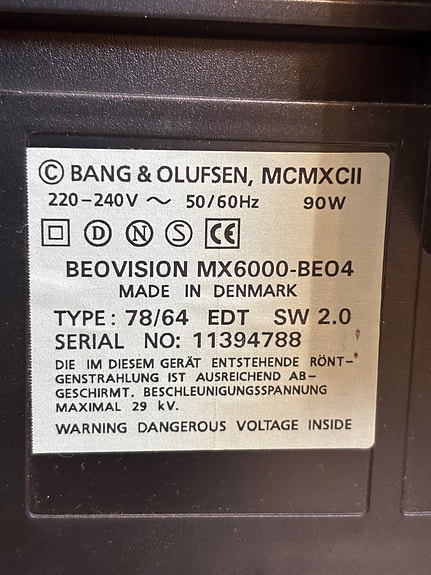 © BANG & OLUFSEN, MCMXCII
220-240V ~ 50/60Hz 90W
D N S CE
BEOVISION MX6000-BEO4
MADE IN DENMARK
TYPE: 78/64 EDT SW 2.0
SERIAL NO: 11394788
DIE IM DIESEM GERÄT ENTSTEHENDE RÖNT-
GENSTRAHLUNG IST AUSREICHEND AB-
GESCHIRMT. BESCHLEUNIGUNGSSPANNUNG
MAXIMAL 29 kV.
WARNING DANGEROUS VOLTAGE INSIDE